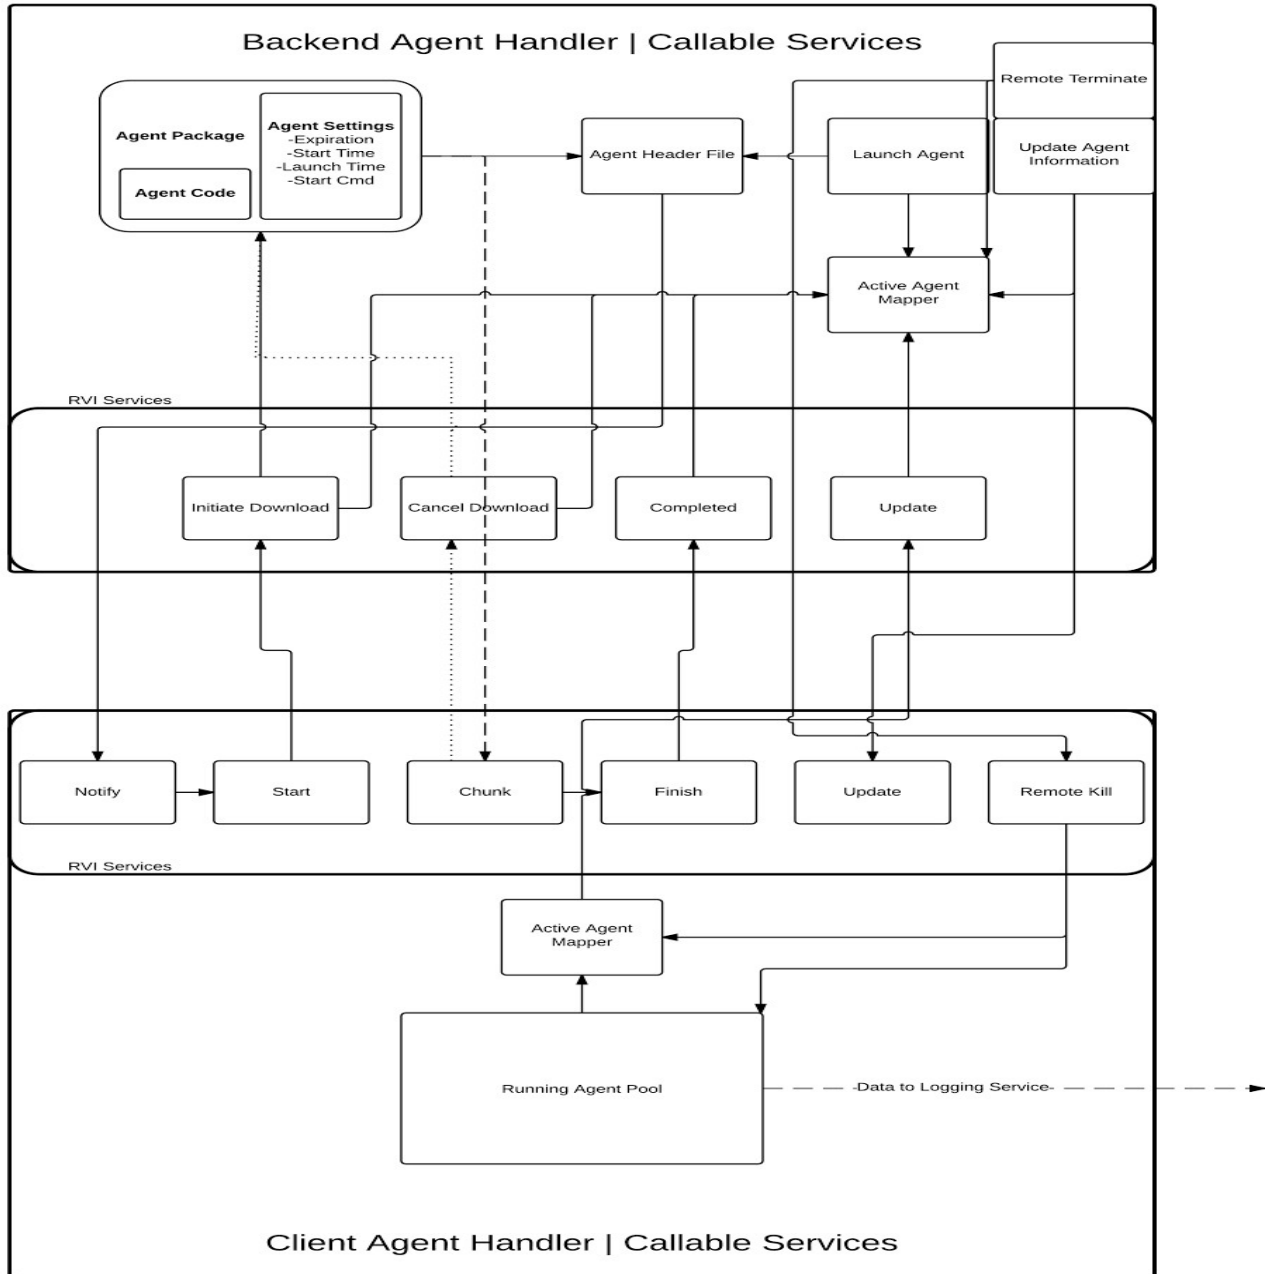 Backend Agent Handler | Callable Services
Remote Terminate
Agent Package
Agent Settings
-Expiration
-Start Time
-Launch Time
-Start Cmd
Agent Code
Agent Header File
Launch Agent
Update Agent
Information
Active Agent
Mapper
RVI Services
Initiate Download
Cancel Download
Completed
Update
Notify
Start
Chunk
Finish
Update
Remote Kill
RVI Services
Active Agent
Mapper
Running Agent Pool
Data to Logging Service
Client Agent Handler | Callable Services